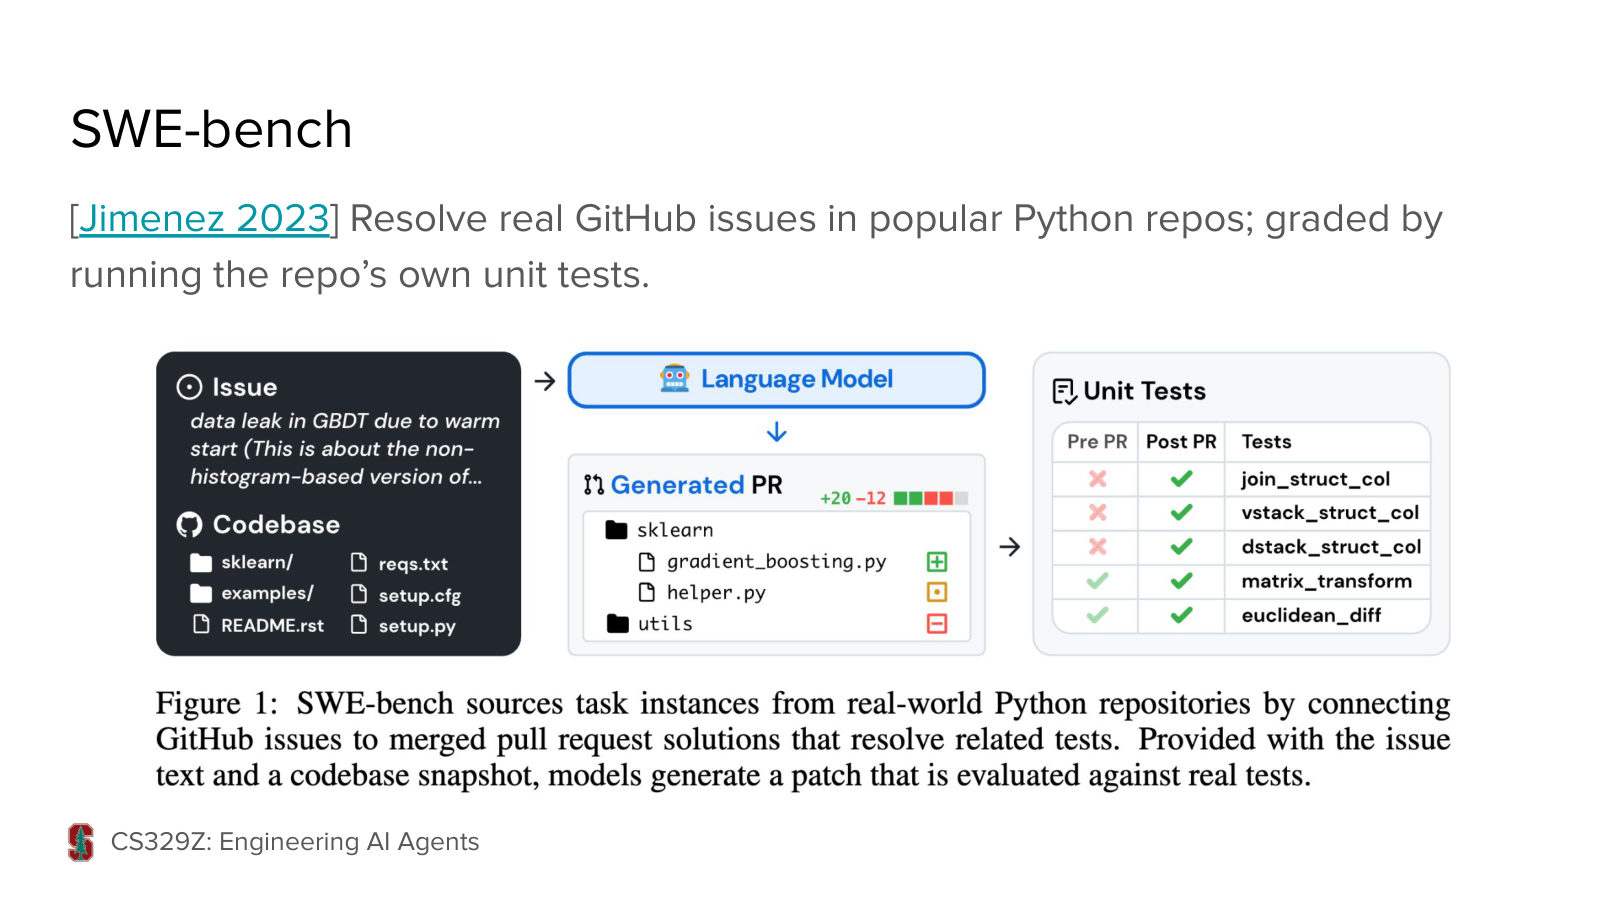 SWE-bench
[Jimenez 2023] Resolve real GitHub issues in popular Python repos; graded by
running the repo’s own unit tests.
Issue
data leak in GBDT due to warm
start (This is about the non-
histogram-based version of...
Codebase
sklearn/
reqs.txt
examples/
setup.cfg
README.rst
setup.py
Language Model
Generated PR
+20 -12
sklearn
gradient_boosting.py
helper.py
utils
Unit Tests
Pre PR Post PR Tests
join_struct_col
vstack_struct_col
dstack_struct_col
matrix_transform
euclidean_diff
Figure 1: SWE-bench sources task instances from real-world Python repositories by connecting
GitHub issues to merged pull request solutions that resolve related tests. Provided with the issue
text and a codebase snapshot, models generate a patch that is evaluated against real tests.
CS329Z: Engineering AI Agents